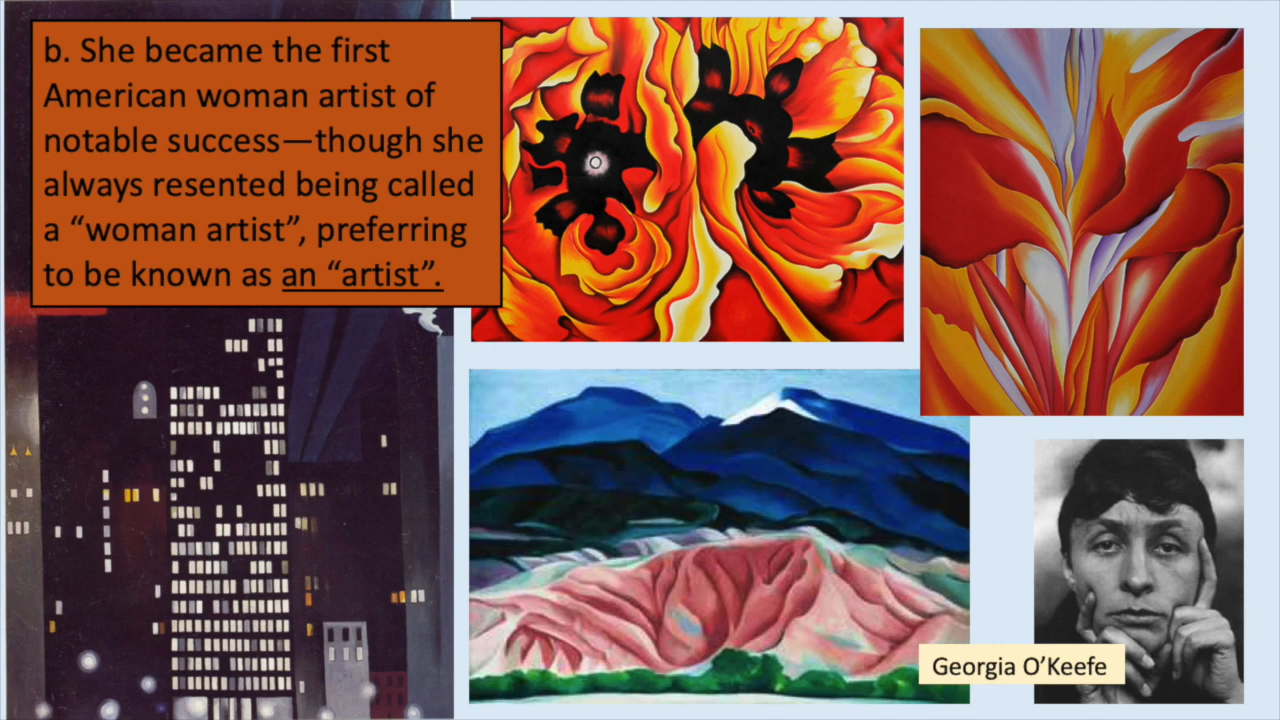 b. She became the first
American woman artist of
notable success—though she
always resented being called
a “woman artist”, preferring
to be known as an “artist”.
Georgia O’Keefe